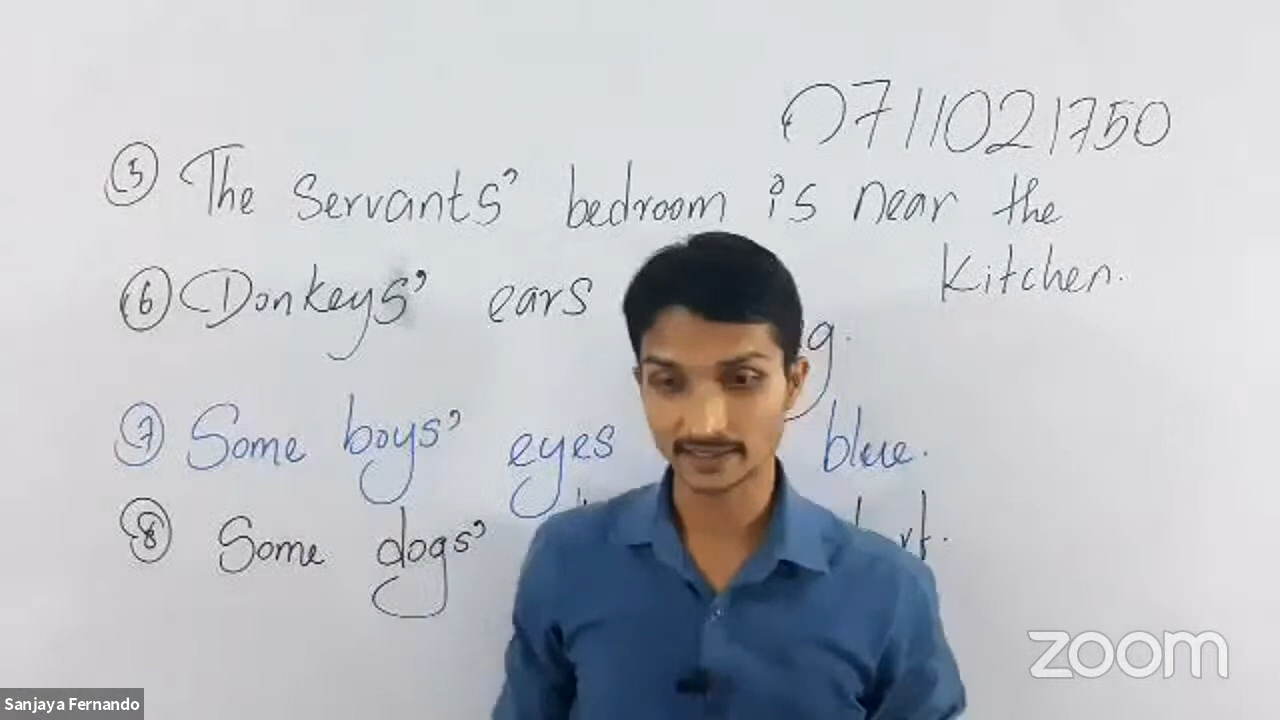 0711021750
⑤ The Servants' bedroom is near the
Kitchen.
⑥ Donkeys' ears
⑦ Some boys' eyes blue.
⑧ Some dogs'
zoom
Sanjaya Fernando